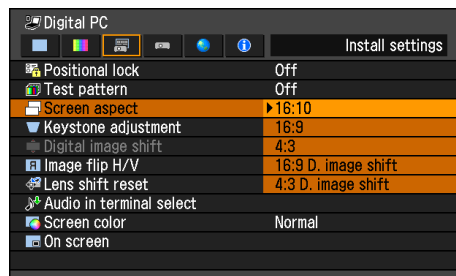 Digital PC
Install settings
Positional lock Off
Test pattern Off
Screen aspect 16:10
Keystone adjustment 16:9
Digital image shift 4:3
Image flip H/V 16:9 D. image shift
Lens shift reset 4:3 D. image shift
Audio in terminal select
Screen color Normal
On screen